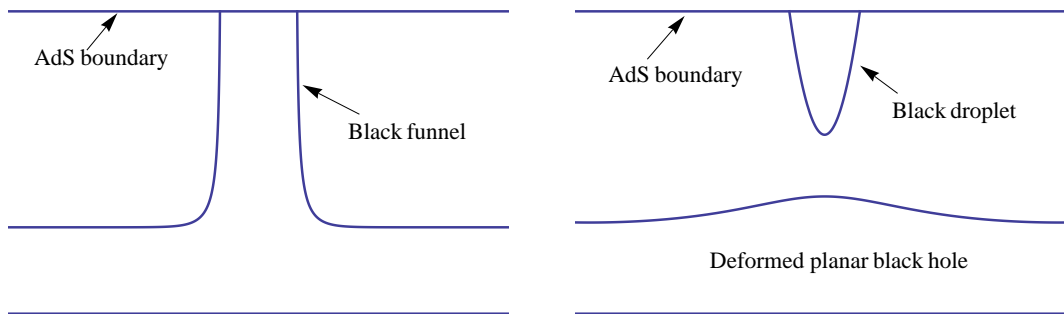 AdS boundary
Black funnel
AdS boundary
Black droplet
Deformed planar black hole